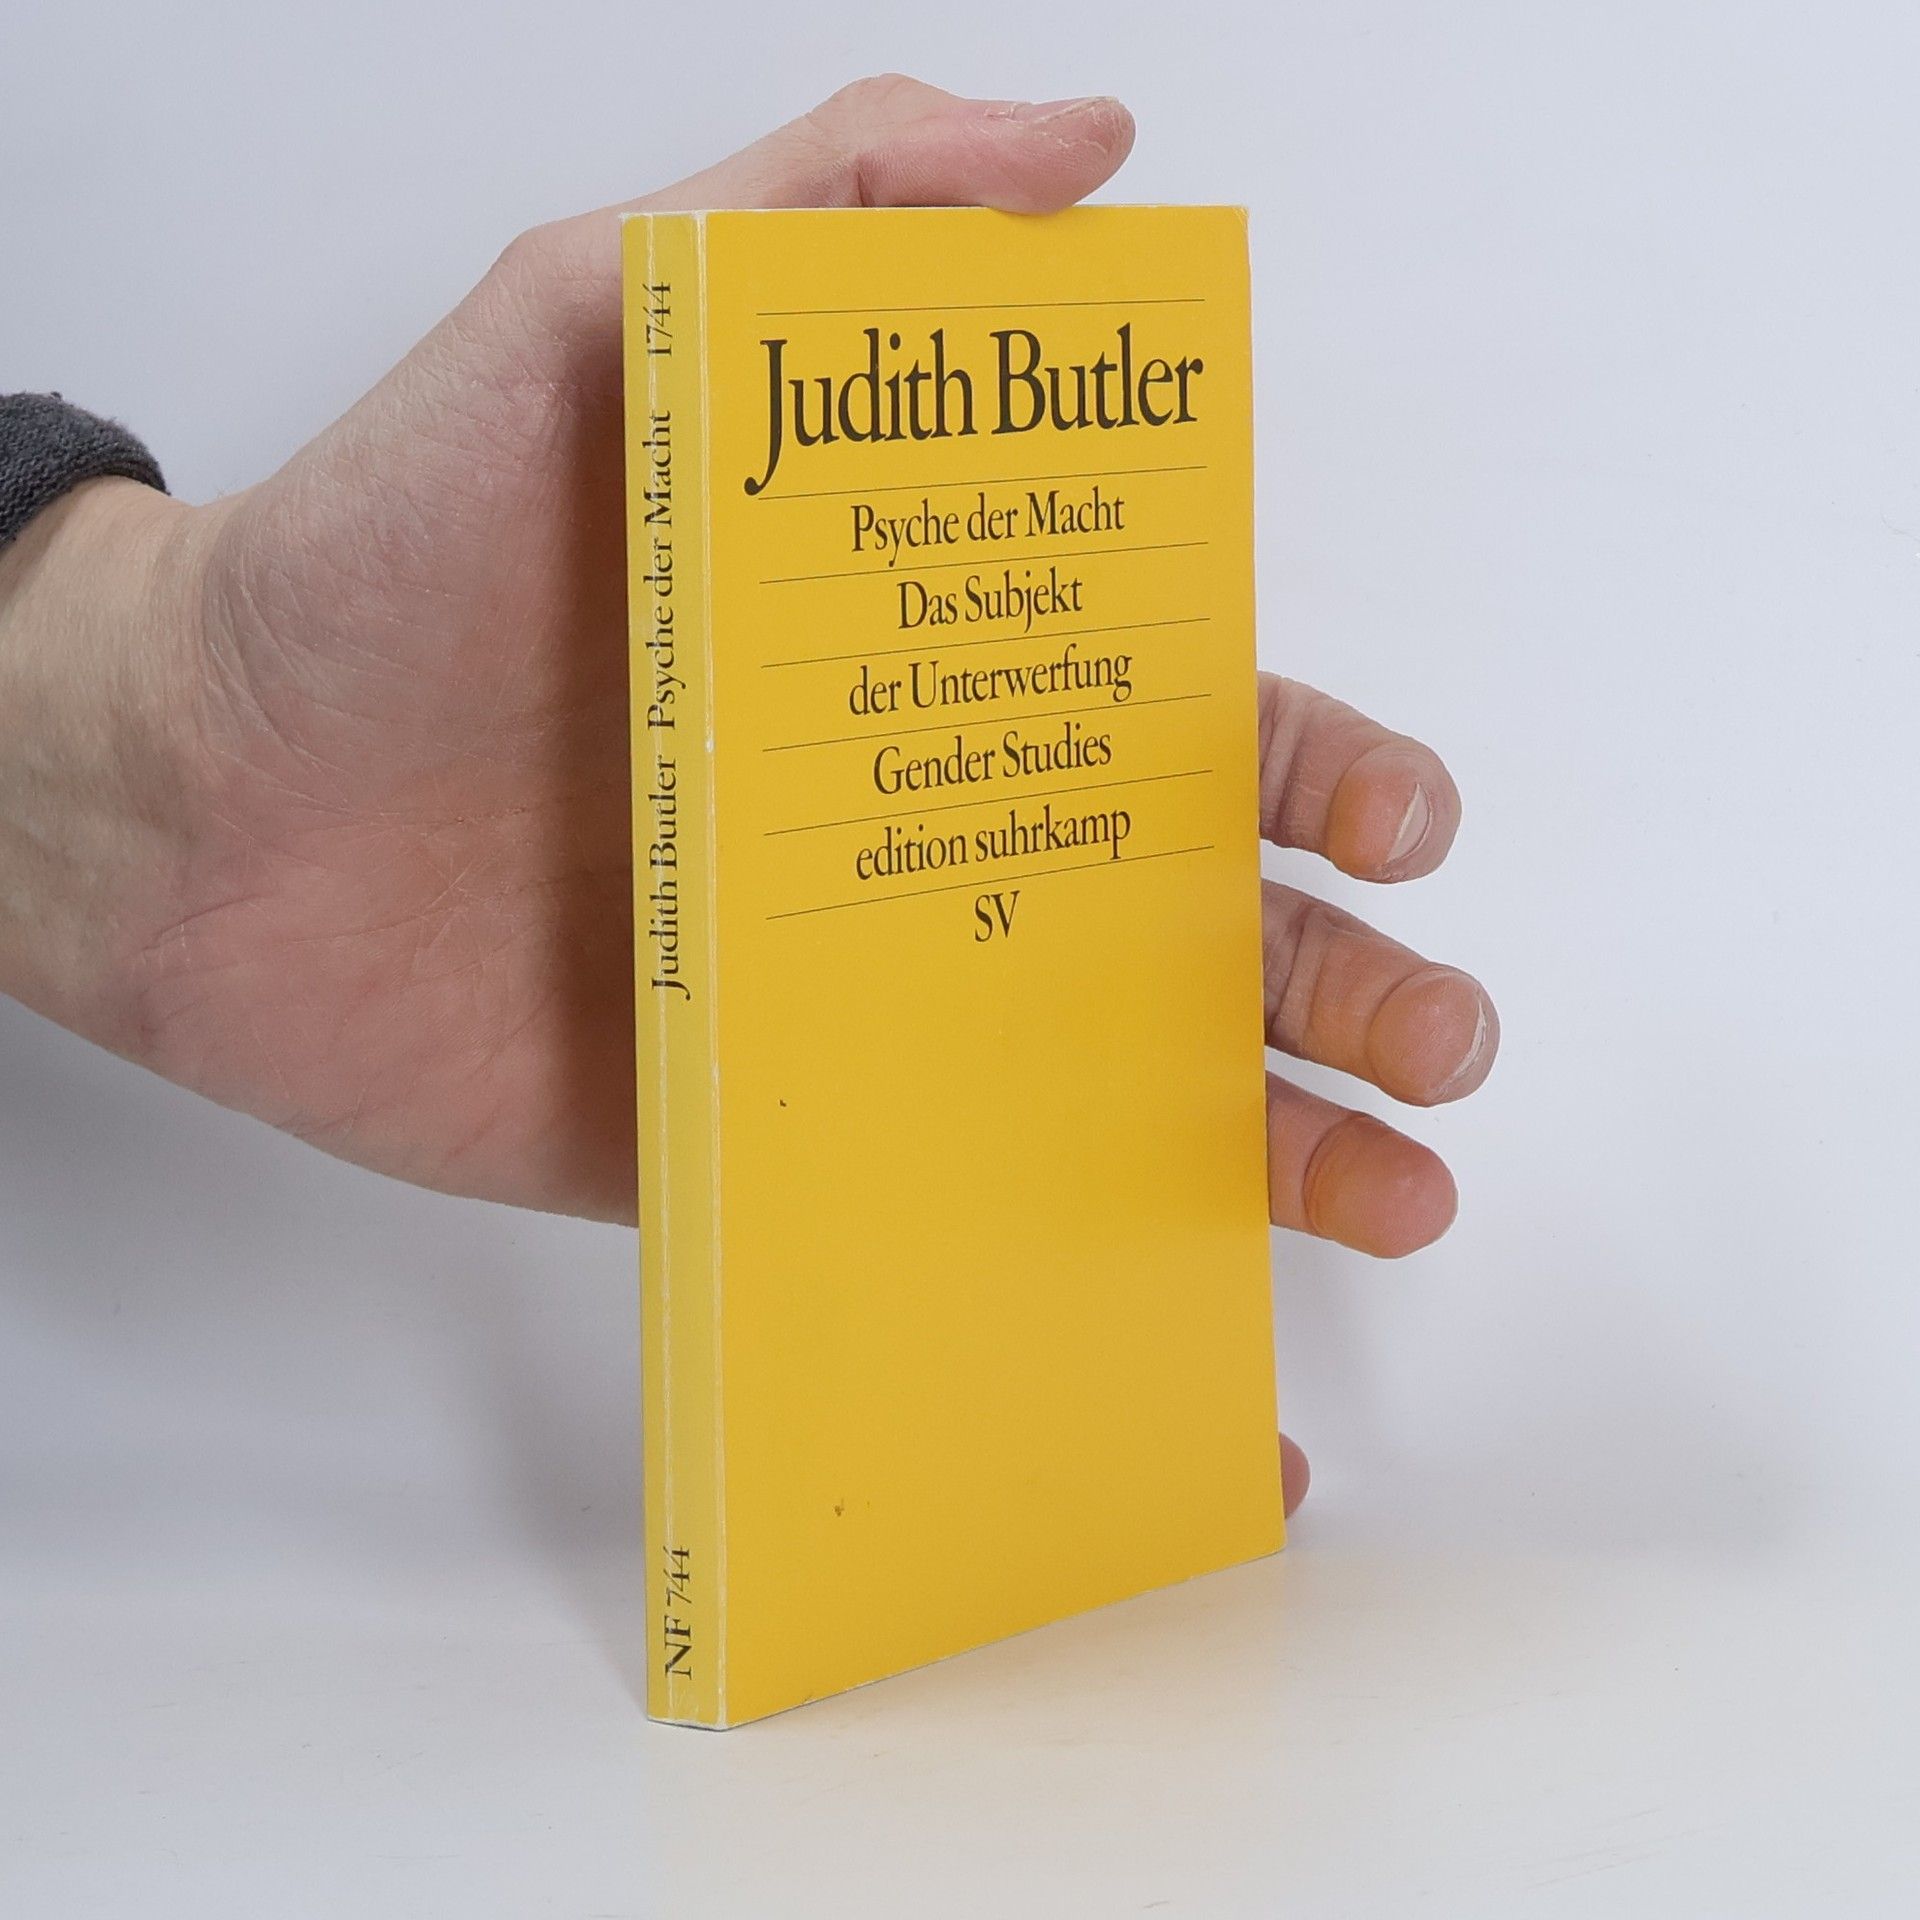 Judith Butler
Psyche der Macht
Das Subjekt
der Unterwerfung
Gender Studies
edition suhrkamp
SV
Judith Butler Psyche der Macht 1744
NF 744